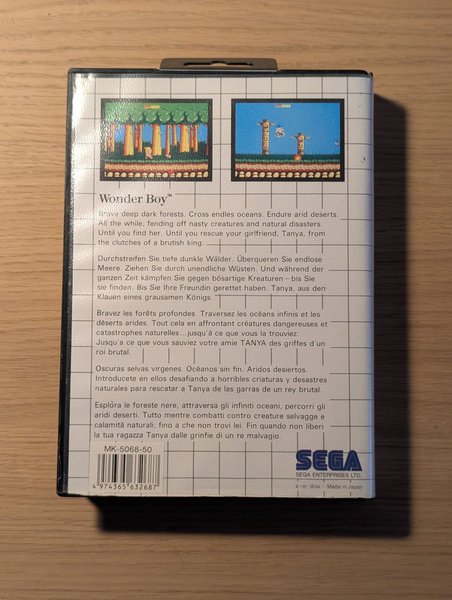 Wonder Boy™
Brave deep dark forests. Cross endles oceans. Endure arid deserts.
All the while, fending off nasty creatures and natural disasters.
Until you find her. Until you rescue your girlfriend, Tanya, from
the clutches of a brutish king.
Durchstreifen Sie tiefe dunkle Wälder. Überqueren Sie endlose
Meere. Ziehen Sie durch unendliche Wüsten. Und während der
ganzen Zeit kämpfen Sie gegen bösartige Kreaturen—bis Sie
sie finden. Bis Sie Ihre Freundin gerettet haben. Tanya, aus den
Klauen eines grausamen Königs.
Bravez les forêts profondes. Traversez les océans infinis et les
déserts arides. Tout cela en affrontant créatures dangereuses et
catastrophes naturelles... jusqu'à ce que vous la trouviez.
Jusqu'a ce que vous sauviez votre amie TANYA des griffes d'un
roi brutal.
Oscuras selvas virgenes. Océanos sin fin. Aridos desiertos.
Introducete en ellos desafiando a horribles criaturas y desastres
naturales para rescatar a Tanya de las garras de un rey brutal.
Esplóra le foreste nere, attraversa gli infiniti oceani, percorri gli
aridi deserti. Tutto mentre combatti contro creature selvagge e
calamità naturali; fino a che non trovi lei. Fin quando non liberi
la tua ragazza Tanya dalle grinfie di un re malvagio.
MK-5068-50
4 974365 632687
SEGA
SEGA ENTERPRISES LTD.
© 1987 SEGA Made in Japan